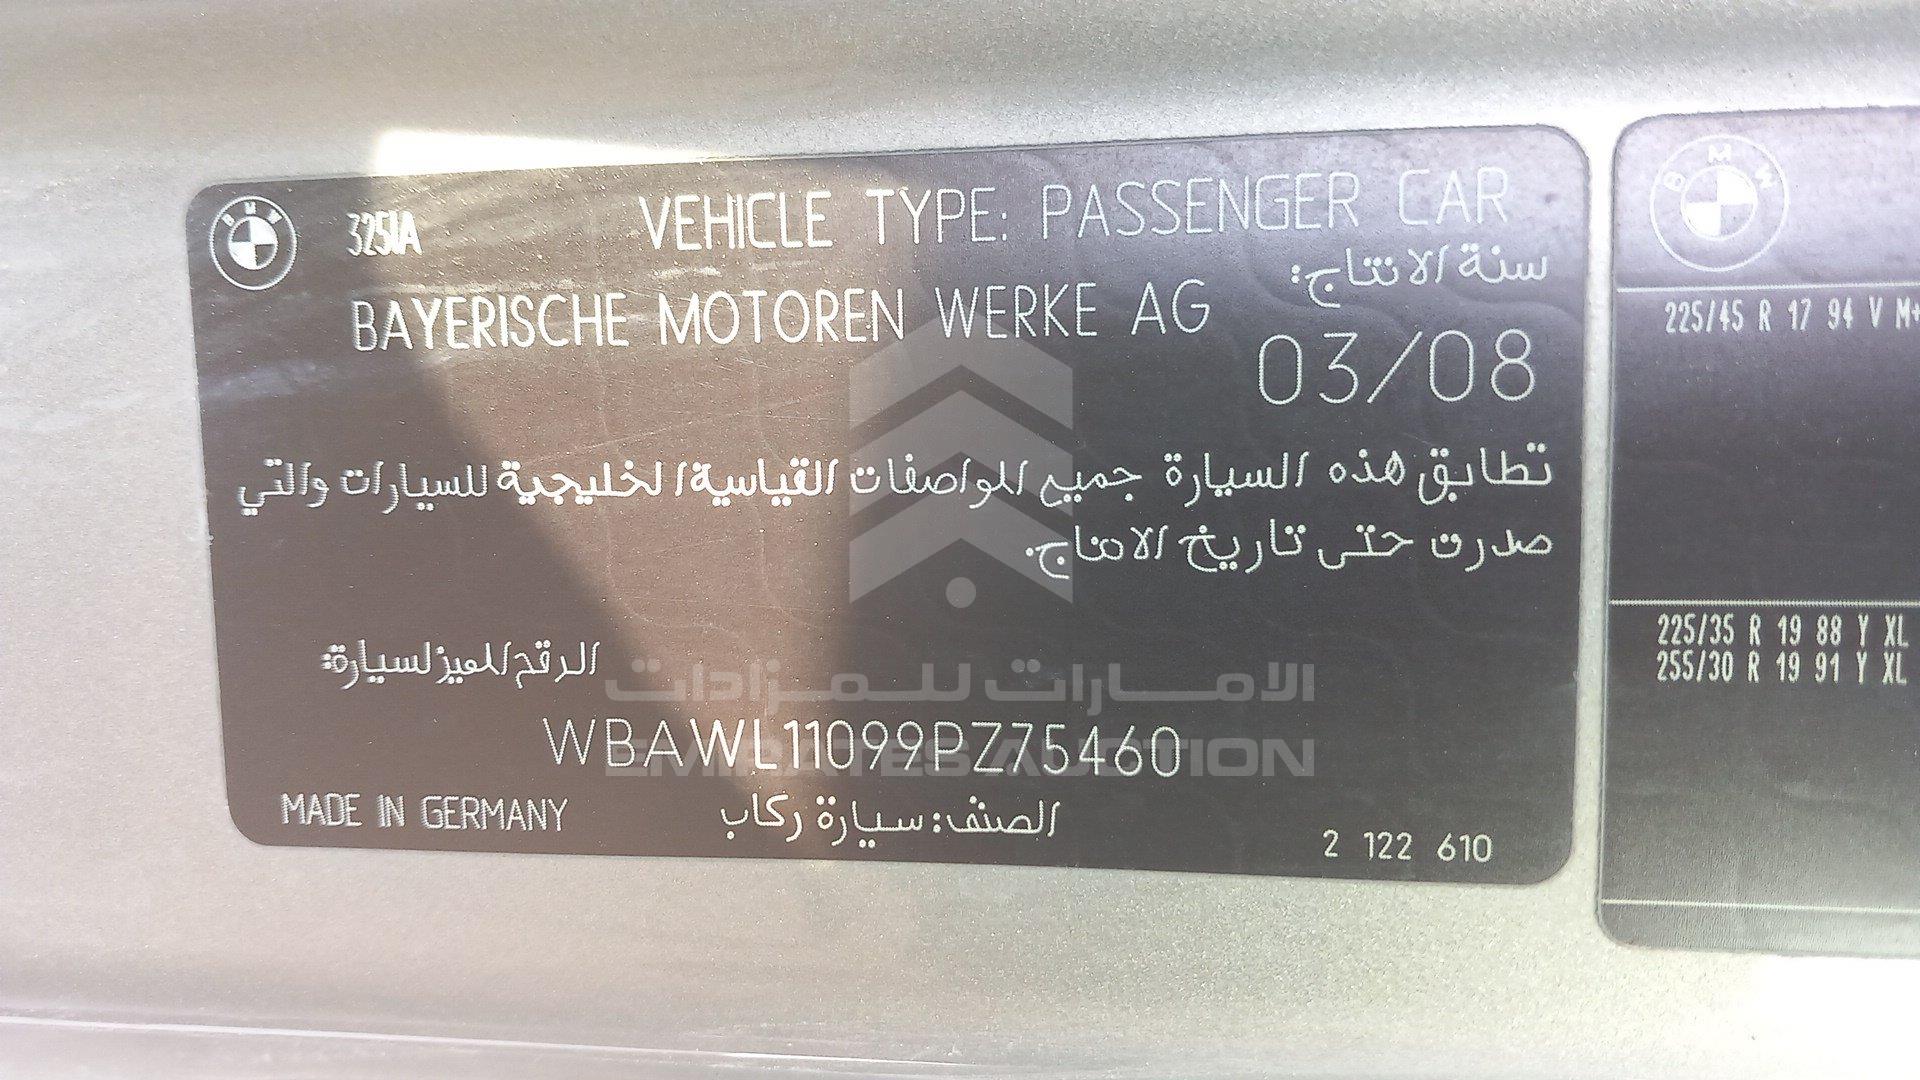 BMW 325IA VEHICLE TYPE: PASSENGER CAR
سنة الانتاج:
BAYERISCHE MOTOREN WERKE AG
03/08
تطابق هذه السيارة جميع المواصفات القياسية الخليجية للسيارات والتي
صدرت حتى تاريخ الانتاج.
الرقم المميز لسيارة:
WBAWL11099PZ75460
MADE IN GERMANY الصنف: سيارة ركاب
2 122 610
BMW
225/45 R 17 94 V M+
225/35 R 19 88 Y XL
255/30 R 19 91 Y XL
الامارات للمزادات
EMIRATES AUCTION